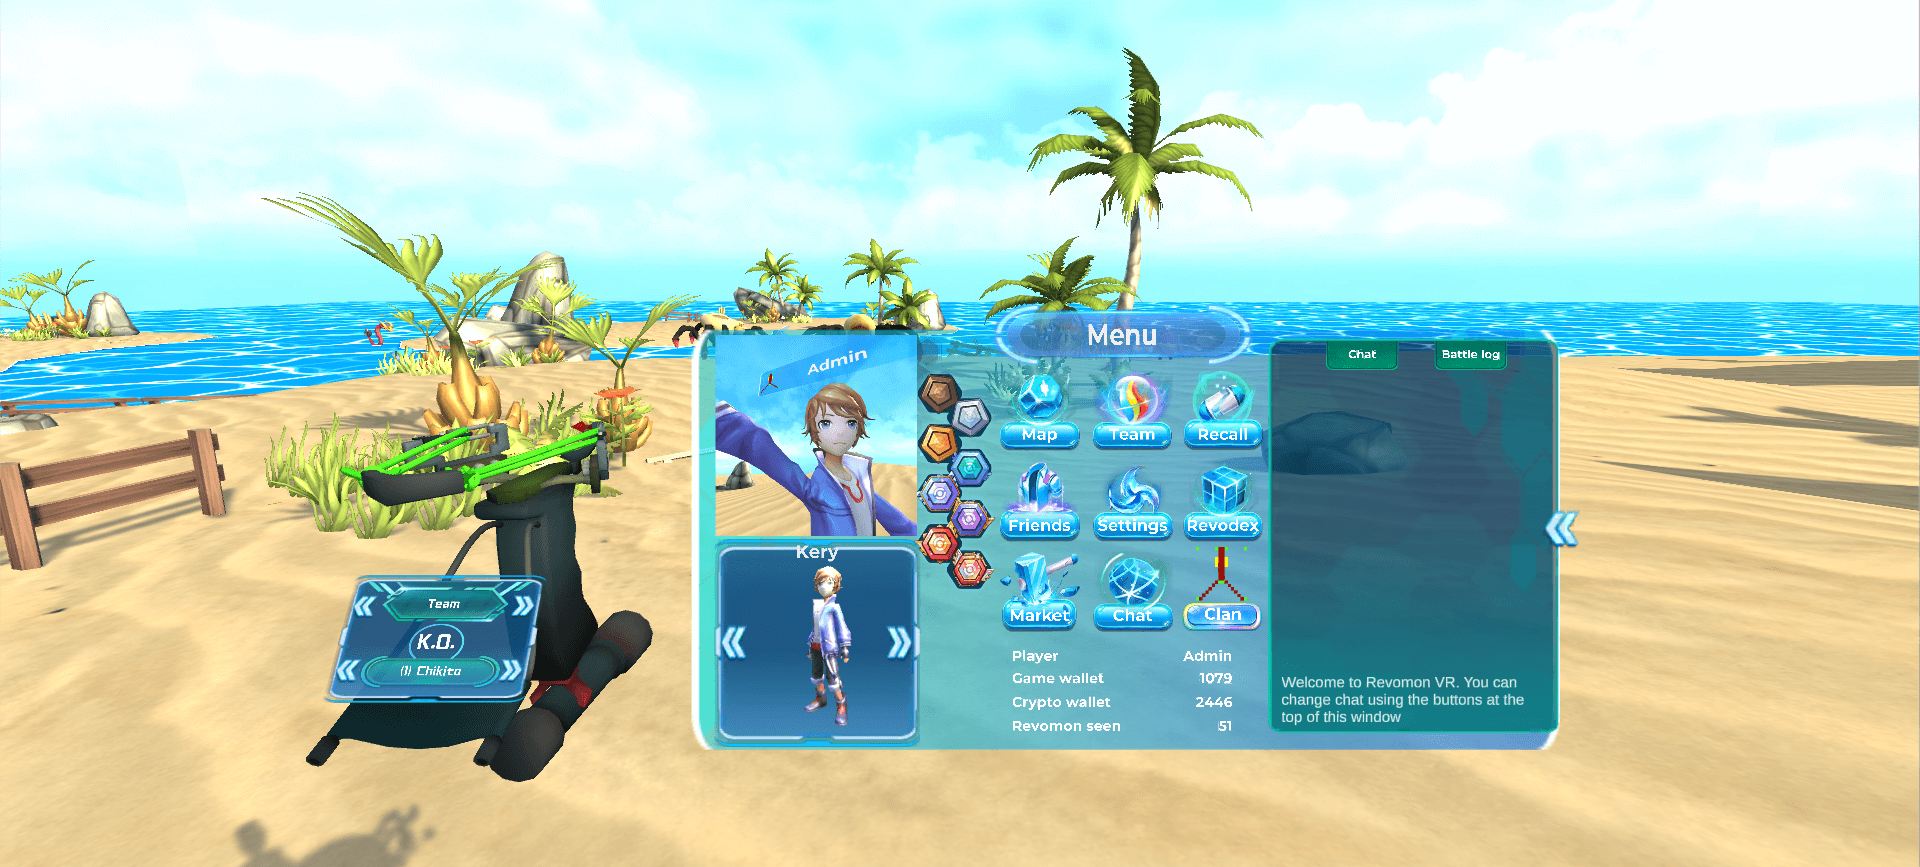 Menu
Admin
Chat
Battle log
Map
Team
Recall
Friends
Settings
Revodex
Kery
Market
Chat
Clan
Team
K.O.
(1) Chikito
Player Admin
Game wallet 1079
Crypto wallet 2446
Revomon seen 51
Welcome to Revomon VR. You can
change chat using the buttons at the
top of this window